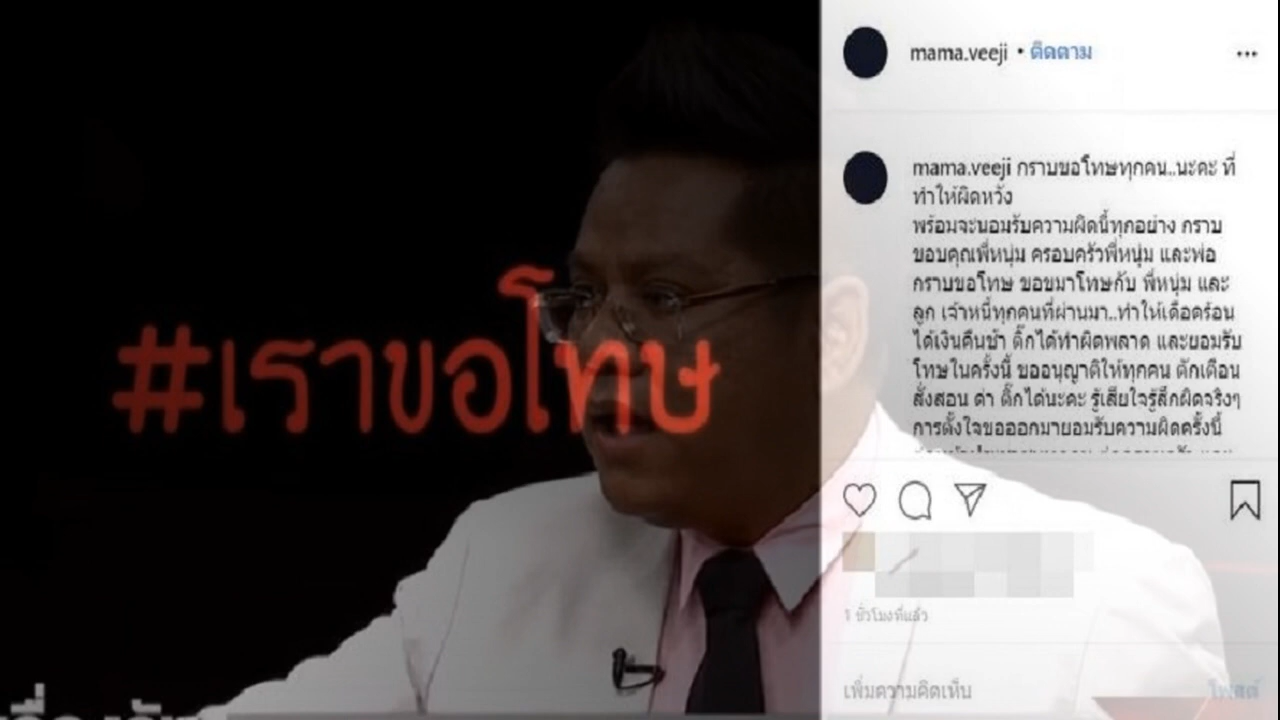 #เราขอโทษ
mama.veeji • ติดตาม
mama.veeji กราบขอโทษทุกคน..นะคะ ที่
ทำให้ผิดหวัง
พร้อมจะนอมรับความผิดนี้ทุกอย่าง กราบ
ขอบคุณพี่หนุ่ม ครอบครัวพี่หนุ่ม และพ่อ
กราบขอโทษ ขอขมาโทษกับ พี่หนุ่ม และ
ลูก เจ้าหนี้ทุกคนที่ผ่านมา..ทำให้เดือดร้อน
ได้เงินคืนช้า ติ๊กได้ทำผิดพลาด และยอมรับ
โทษในครั้งนี้ ขออนุญาติให้ทุกคน ตักเตือน
สั่งสอน ด่า ติ๊กได้นะคะ รู้เสียใจรู้สึกผิดจริงๆ
การตั้งใจขอออกมายอมรับความผิดครั้งนี้
1 ชั่วโมงที่แล้ว
เพิ่มความคิดเห็น
โพสต์